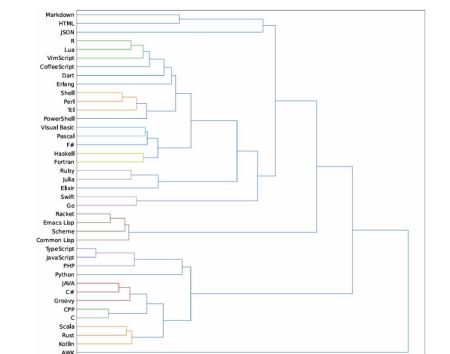 Markdown
HTML
JSON
R
Lua
VimScript
CoffeeScript
Dart
Erlang
Shell
Perl
Tcl
PowerShell
Visual Basic
Pascal
F#
Haskell
Fortran
Ruby
Julia
Elixir
Swift
Go
Racket
Emacs Lisp
Scheme
Common Lisp
TypeScript
JavaScript
PHP
Python
JAVA
C#
Groovy
CPP
C
Scala
Rust
Kotlin
AWK